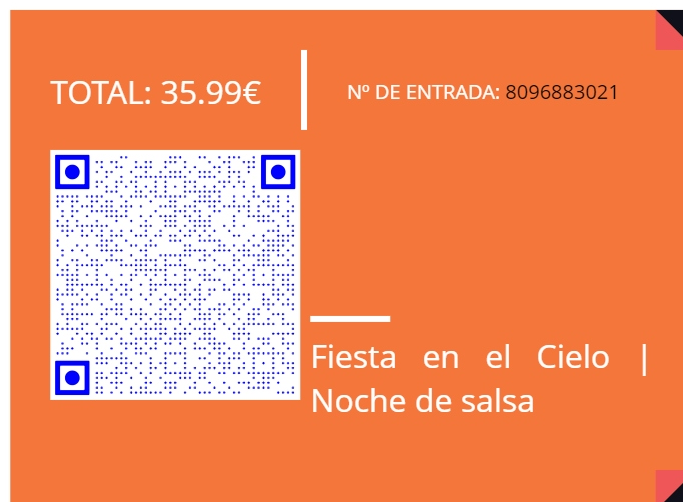 TOTAL: 35.99€
Nº DE ENTRADA: 8096883021
Fiesta en el Cielo |
Noche de salsa